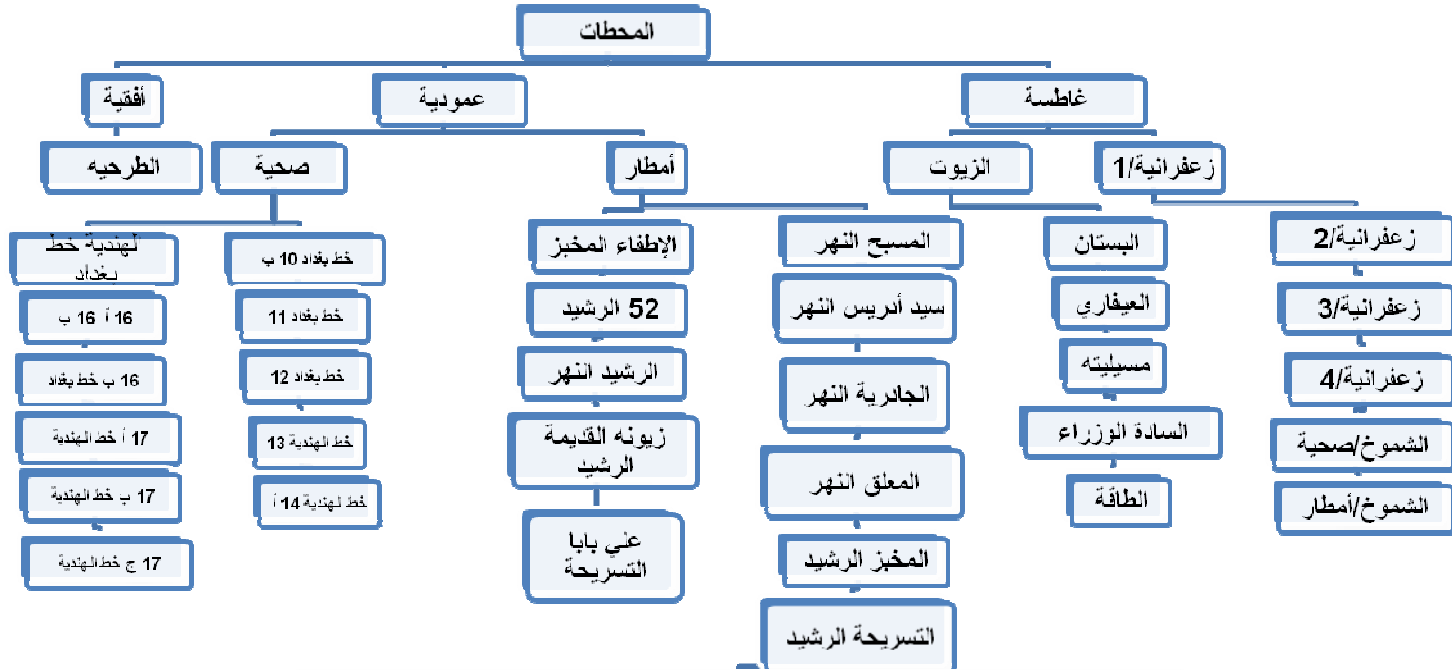 المحطات
غاطسة
عمودية
أفقية
زعفرانية/1
الزيوت
أمطار
صحية
الطرحيه
زعفرانية/2
زعفرانية/3
زعفرانية/4
الشموخ/صحية
الشموخ/أمطار
البستان
العيفاري
مسيليته
السادة الوزراء
الطاقة
المسبح النهر
سيد أدريس النهر
الجادرية النهر
المعلق النهر
المخبز الرشيد
التسريحة الرشيد
الإطفاء المخبز
52 الرشيد
الرشيد النهر
زيونه القديمة
الرشيد
علي بابا
التسريحة
خط بغداد 10 ب
خط بغداد 11
خط بغداد 12
خط الهندية 13
خط لهندية 14 أ
لهندية خط
بغداد
16 أ 16 ب
16 ب خط بغداد
17 أ خط الهندية
17 ب خط الهندية
17 ج خط الهندية